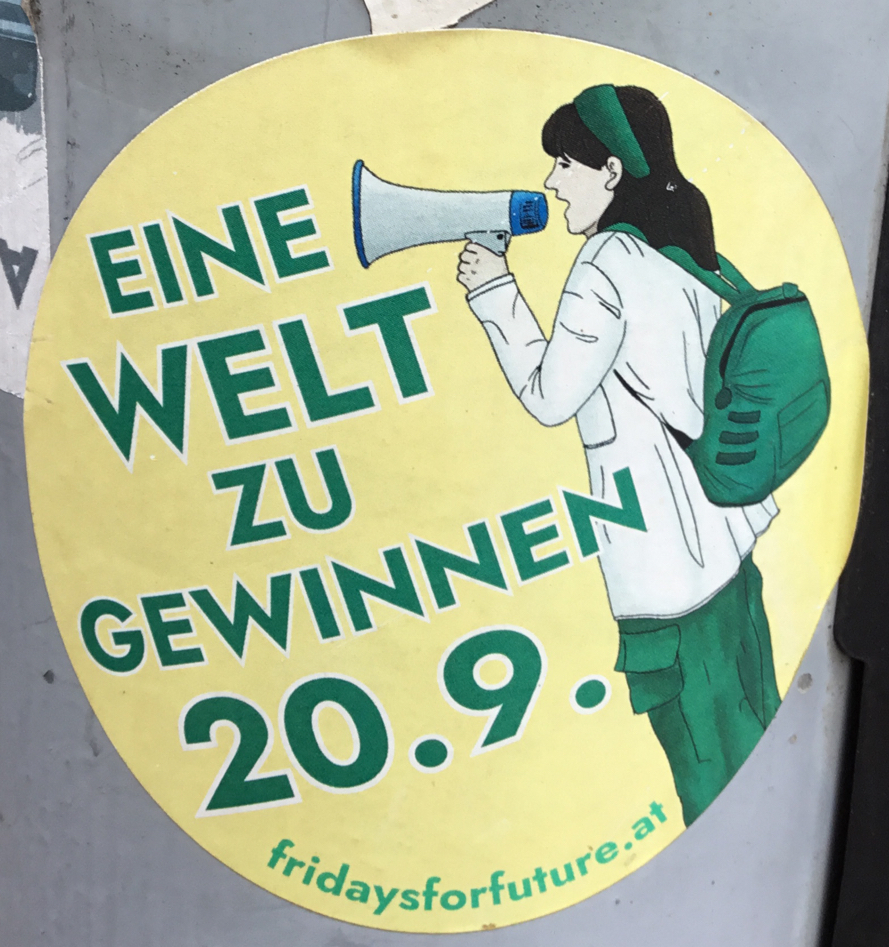 EINE
WELT
ZU
GEWINNEN
20.9.
fridaysforfuture.at
A